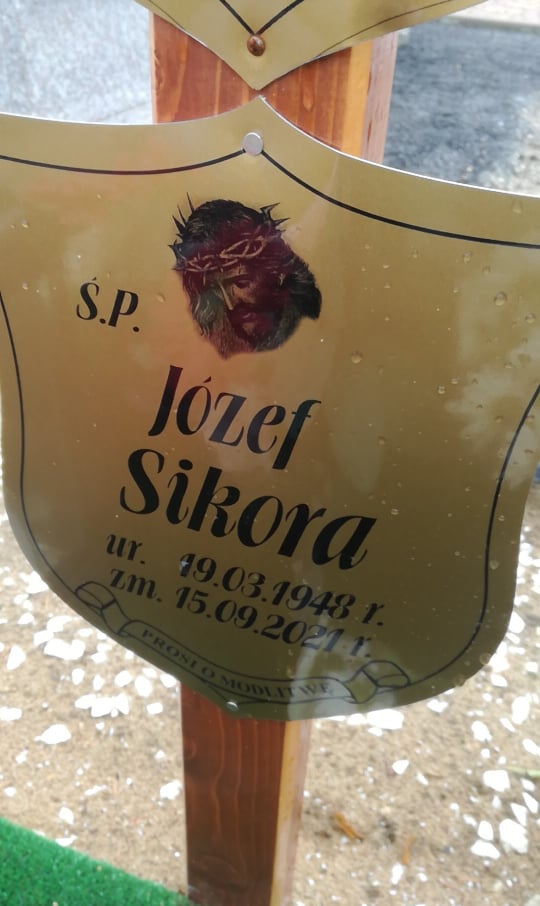 Ś.P.
Józef
Sikora
ur. 19.03.1948 r.
zm. 15.09.2021 r.
PROSI O MODLITWĘ